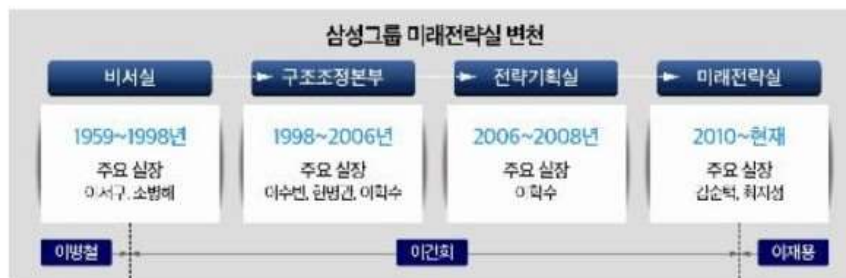 삼성그룹 미래전략실 변천
비서실
구조조정본부
전략기획실
미래전략실
1959~1998년
주요 실장
이서구, 소병해
1998~2006년
주요 실장
이수빈, 현명관, 이학수
2006~2008년
주요 실장
이학수
2010~현재
주요 실장
김순택, 최지성
이병철
이건희
이재용